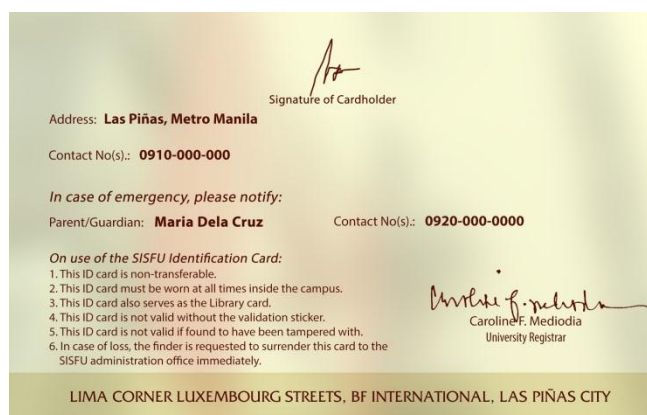 Signature of Cardholder
Address: Las Piñas, Metro Manila
Contact No(s).: 0910-000-000
In case of emergency, please notify:
Parent/Guardian: Maria Dela Cruz Contact No(s).: 0920-000-0000
On use of the SISFU Identification Card:
1. This ID card is non-transferable.
2. This ID card must be worn at all times inside the campus.
3. This ID card also serves as the Library card.
4. This ID card is not valid without the validation sticker.
5. This ID card is not valid if found to have been tampered with.
6. In case of loss, the finder is requested to surrender this card to the
SISFU administration office immediately.
Caroline F. Mediodia
Caroline F. Mediodia
University Registrar
LIMA CORNER LUXEMBOURG STREETS, BF INTERNATIONAL, LAS PIÑAS CITY